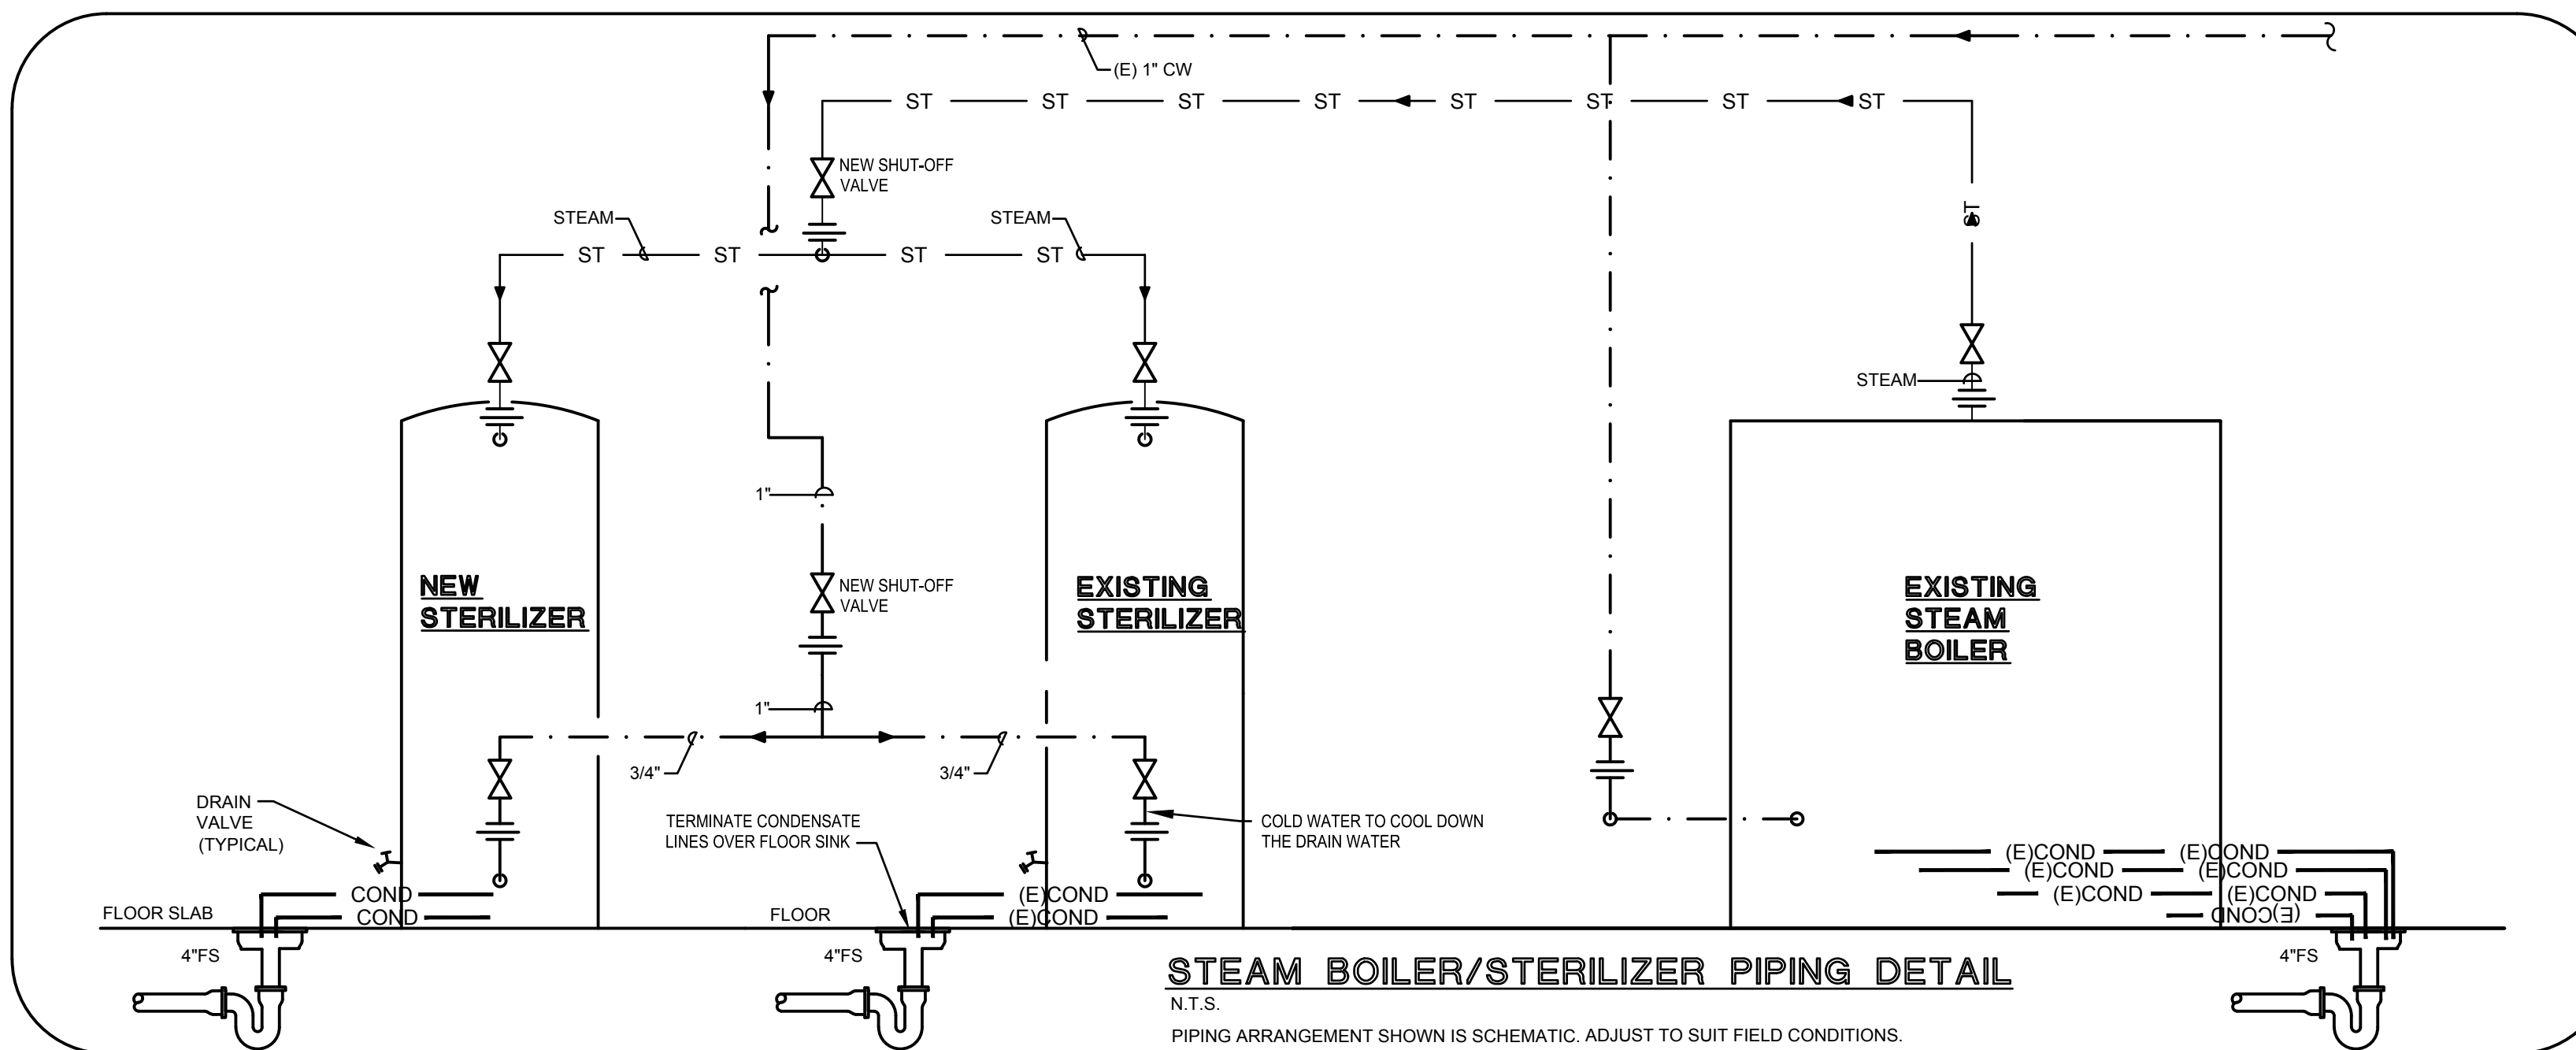 (E) 1" CW
ST ST ST ST ST ST ST ST
NEW SHUT-OFF
VALVE
ST
STEAM
STEAM
ST ST ST ST
STEAM
1"
NEW
STERILIZER
NEW SHUT-OFF
VALVE
EXISTING
STERILIZER
EXISTING
STEAM
BOILER
1"
3/4"
3/4"
DRAIN
VALVE
(TYPICAL)
TERMINATE CONDENSATE
LINES OVER FLOOR SINK
COLD WATER TO COOL DOWN
THE DRAIN WATER
(E)COND (E)COND
(E)COND (E)COND
(E)COND (E)COND
(E)COND
COND
COND
(E)COND
(E)COND
FLOOR SLAB
FLOOR
4"FS
4"FS
4"FS
STEAM BOILER/STERILIZER PIPING DETAIL
N.T.S.
PIPING ARRANGEMENT SHOWN IS SCHEMATIC. ADJUST TO SUIT FIELD CONDITIONS.